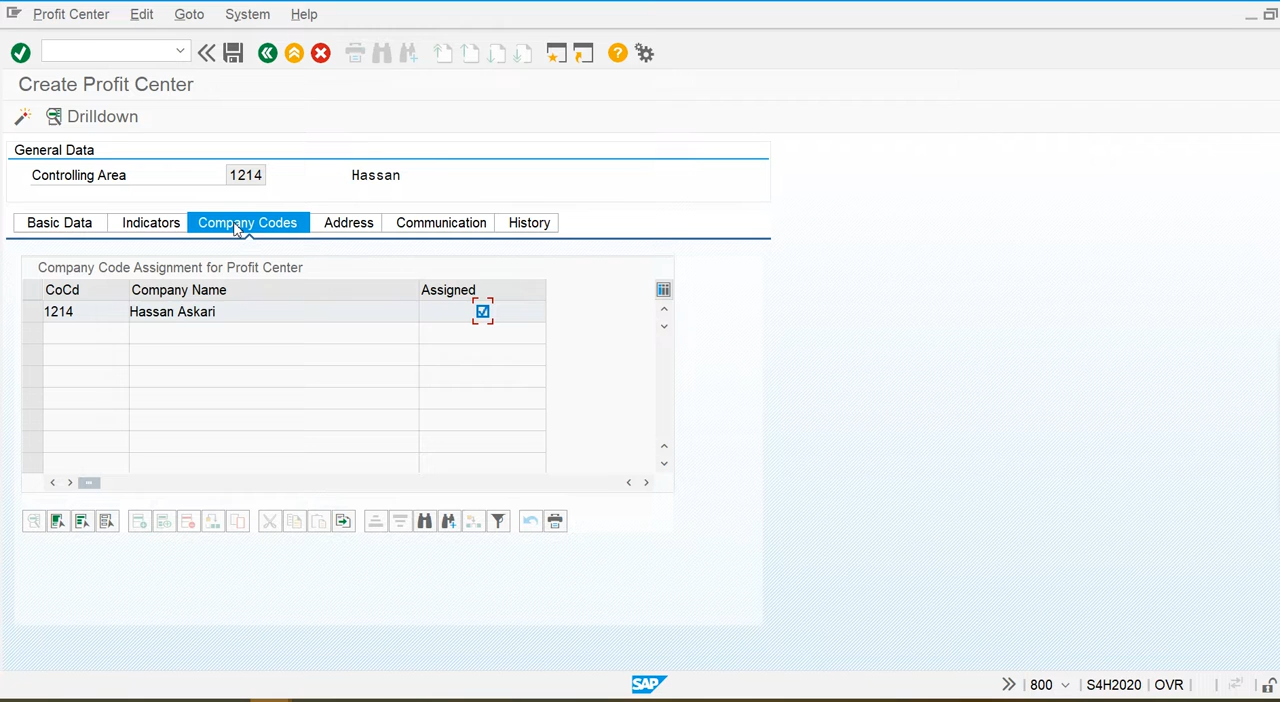 Profit Center Edit Goto System Help
Create Profit Center
Drilldown
General Data
Controlling Area 1214 Hassan
Basic Data Indicators Company Codes Address Communication History
Company Code Assignment for Profit Center
CoCd Company Name Assigned
1214 Hassan Askari
SAP 800 S4H2020 OVR